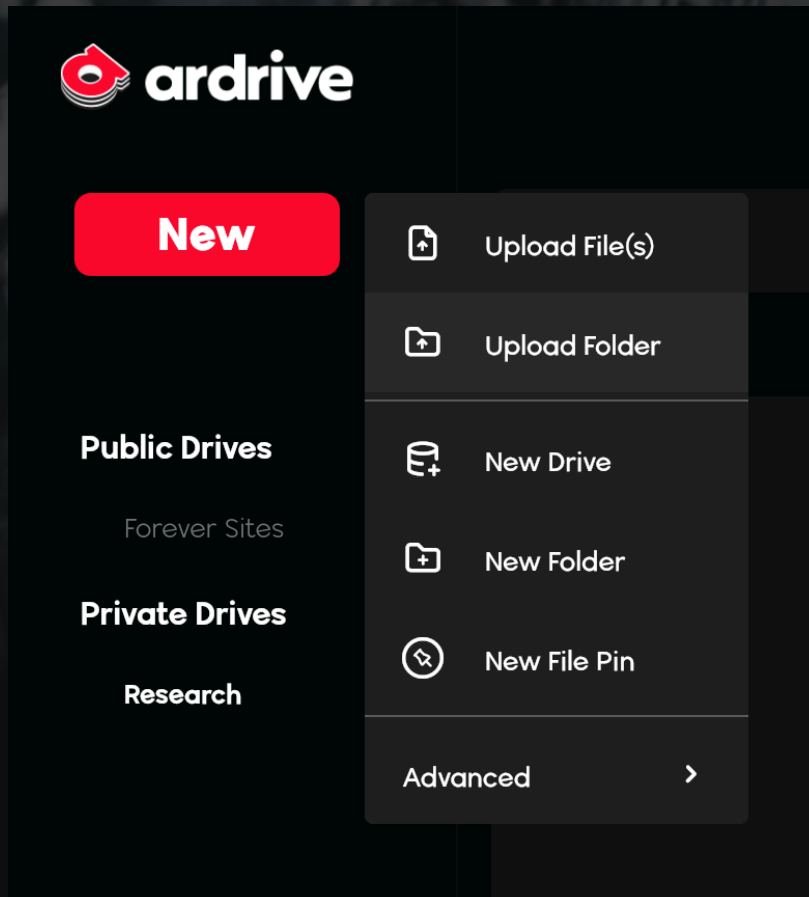 ardrive
New
Upload File(s)
Upload Folder
New Drive
New Folder
New File Pin
Advanced
Public Drives
Forever Sites
Private Drives
Research